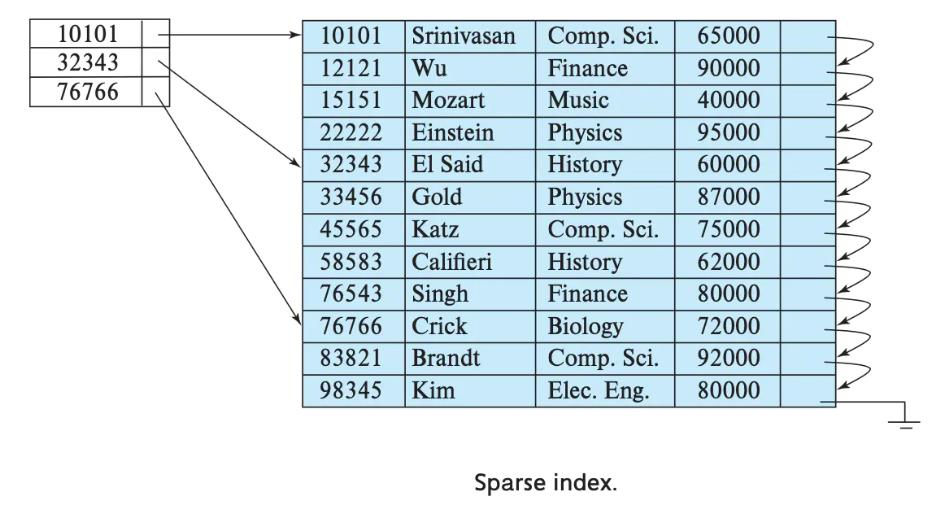 10101
32343
76766
10101 Srinivasan Comp. Sci. 65000
12121 Wu Finance 90000
15151 Mozart Music 40000
22222 Einstein Physics 95000
32343 El Said History 60000
33456 Gold Physics 87000
45565 Katz Comp. Sci. 75000
58583 Califieri History 62000
76543 Singh Finance 80000
76766 Crick Biology 72000
83821 Brandt Comp. Sci. 92000
98345 Kim Elec. Eng. 80000
Sparse index.